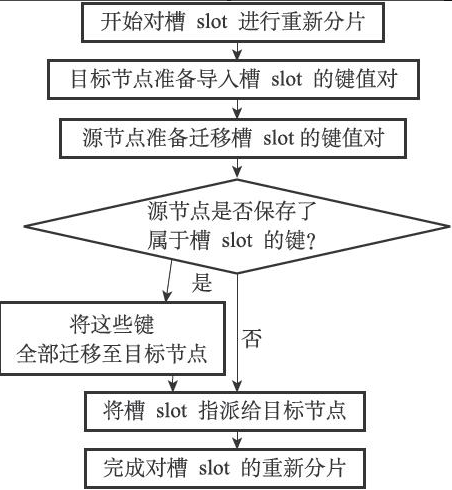 开始对槽 slot 进行重新分片
目标节点准备导入槽 slot 的键值对
源节点准备迁移槽 slot的键值对
源节点是否保存了
属于槽 slot 的键?
是
将这些键
全部迁移至目标节点
否
将槽 slot 指派给目标节点
完成对槽 slot 的重新分片